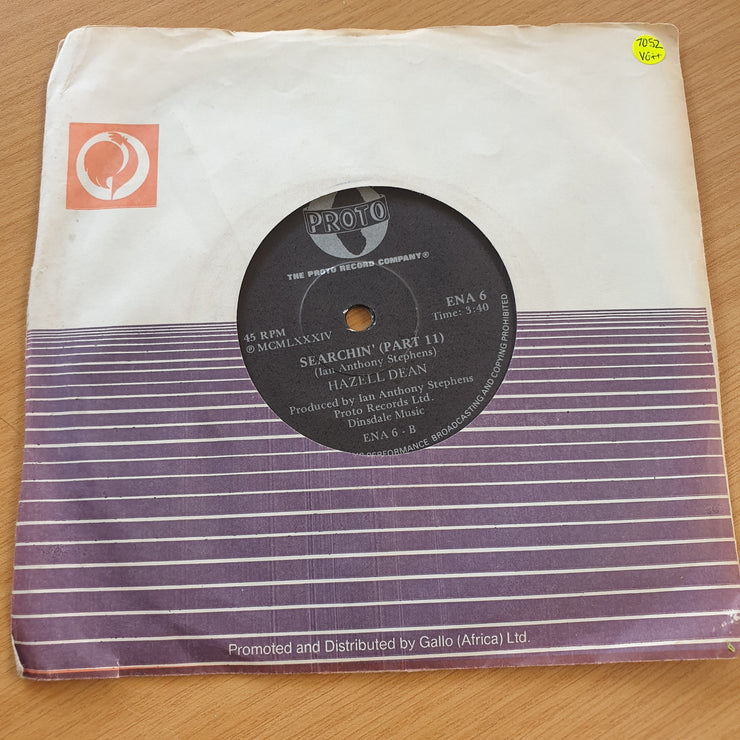 7052
VG++
PROTO
THE PROTO RECORD COMPANY®
ENA 6
Time: 3:40
45 RPM
℗ MCMLXXXIV
SEARCHIN' (PART 11)
(Ian Anthony Stephens)
HAZELL DEAN
Produced by Ian Anthony Stephens
Proto Records Ltd.
Dinsdale Music
ENA 6 - B
PERFORMANCE BROADCASTING AND COPYING PROHIBITED
Promoted and Distributed by Gallo (Africa) Ltd.